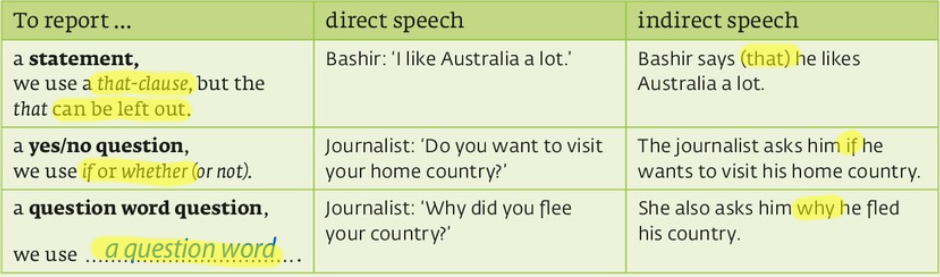 To report ...
direct speech
indirect speech
a statement,
we use a that-clause, but the
that can be left out.
Bashir: ‘I like Australia a lot.’
Bashir says (that) he likes
Australia a lot.
a yes/no question,
we use if or whether (or not).
Journalist: ‘Do you want to visit
your home country?’
The journalist asks him if he
wants to visit his home country.
a question word question,
we use ... a question word ...
Journalist: ‘Why did you flee
your country?’
She also asks him why he fled
his country.